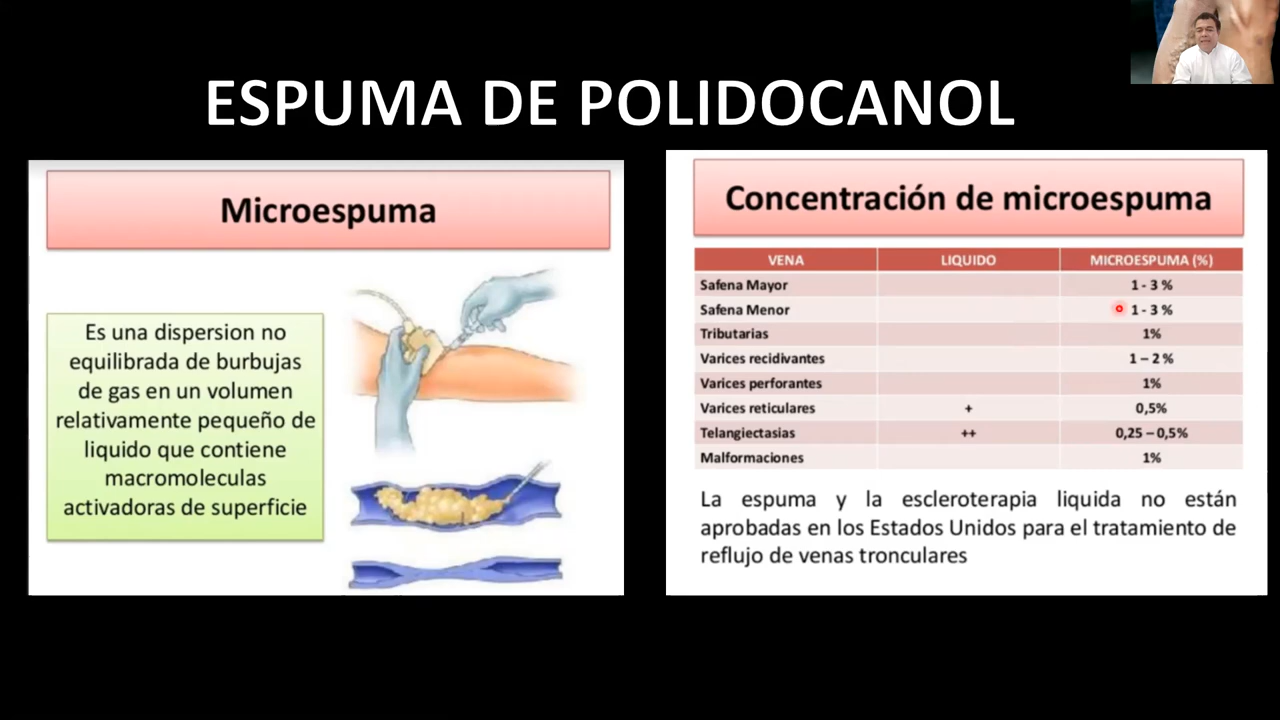 ESPUMA DE POLIDOCANOL
Microespuma
Es una dispersion no
equilibrada de burbujas
de gas en un volumen
relativamente pequeño de
liquido que contiene
macromoleculas
activadoras de superficie
Concentración de microespuma
VENA LIQUIDO MICROESPUMA (%)
Safena Mayor 1 - 3 %
Safena Menor 1 - 3 %
Tributarias 1%
Varices recidivantes 1 – 2 %
Varices perforantes 1%
Varices reticulares + 0,5%
Telangiectasias ++ 0,25 – 0,5%
Malformaciones 1%
La espuma y la escleroterapia liquida no están
aprobadas en los Estados Unidos para el tratamiento de
reflujo de venas tronculares